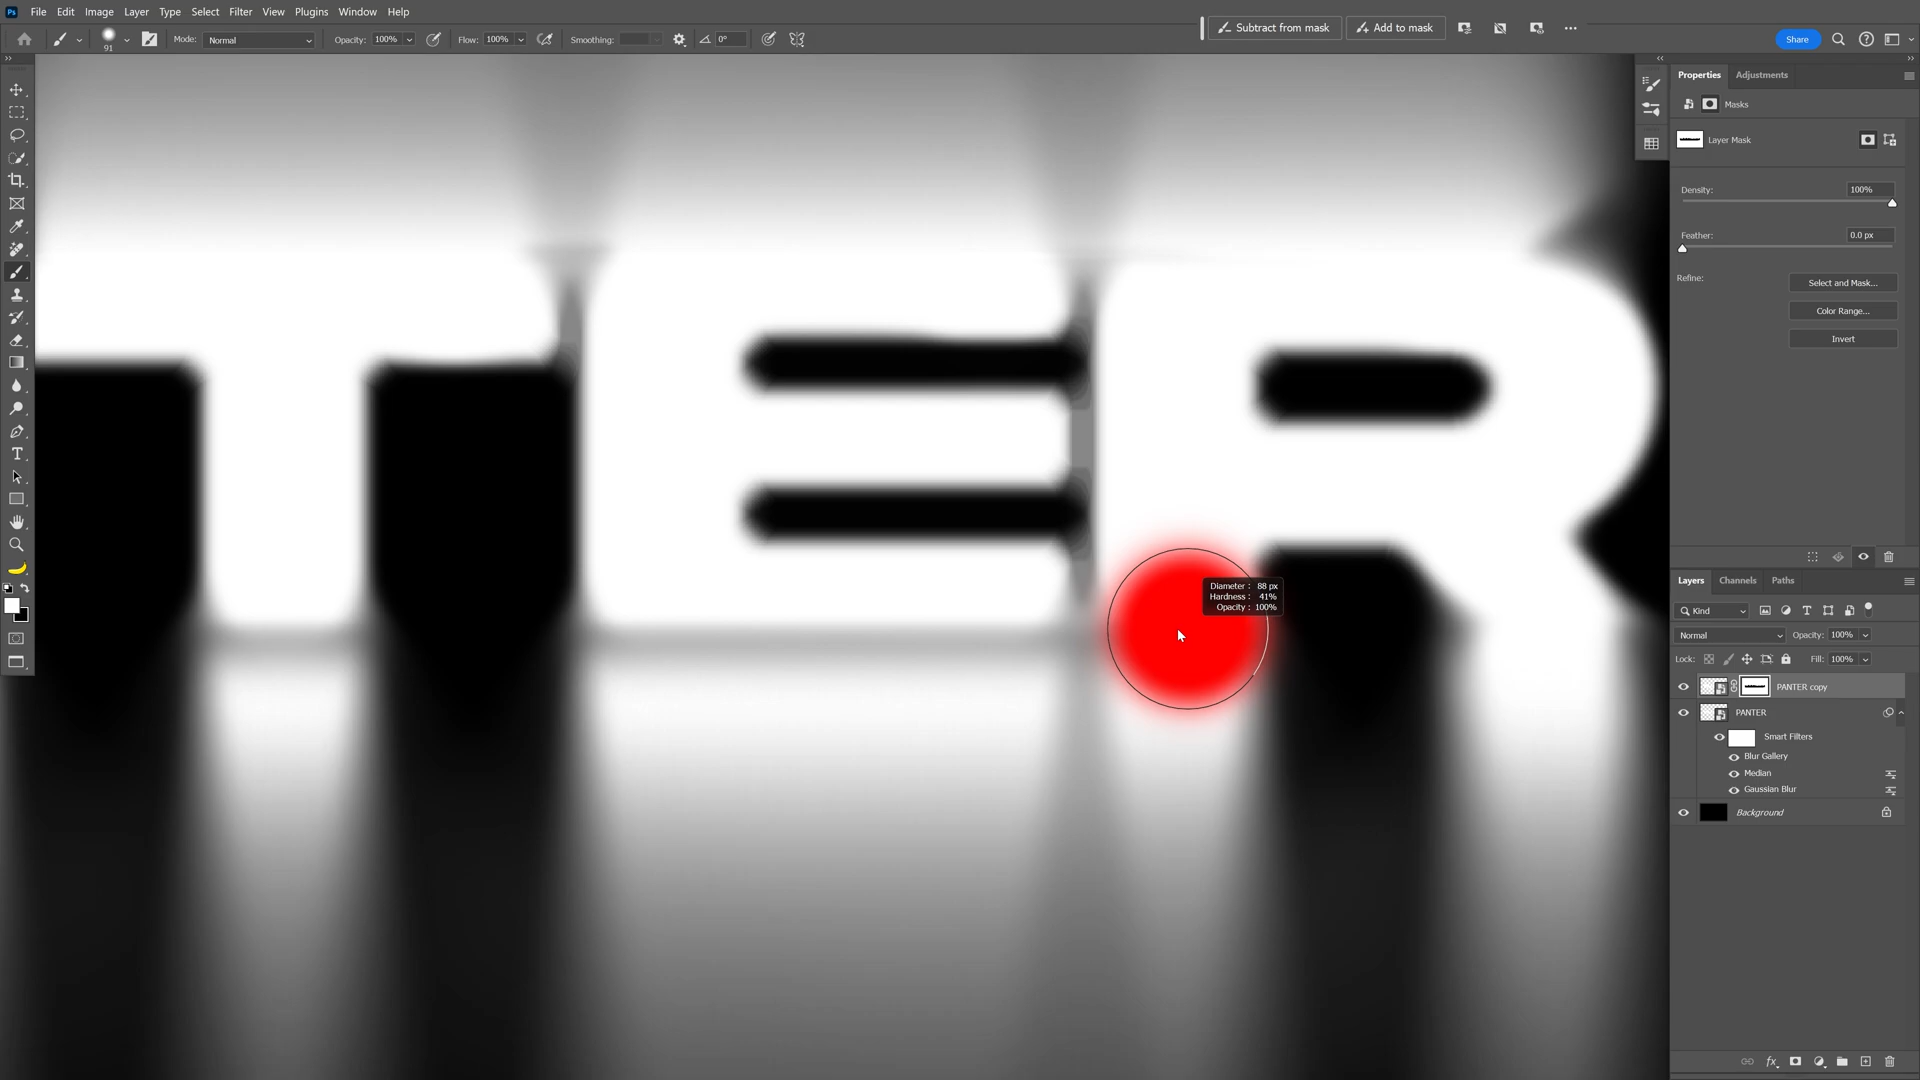 Ps File Edit Image Layer Type Select Filter View Plugins Window Help
91 Mode: Normal Opacity: 100% Flow: 100% Smoothing: 0° Subtract from mask Add to mask Share
Properties Adjustments
Masks
Layer Mask
Density: 100%
Feather: 0.0 px
Refine: Select and Mask...
Color Range...
Invert
TER
Diameter: 88 px
Hardness: 41%
Opacity: 100%
Layers Channels Paths
Kind
Normal Opacity: 100%
Lock: Fill: 100%
PANTER copy
PANTER
Smart Filters
Blur Gallery
Median
Gaussian Blur
Background
fx